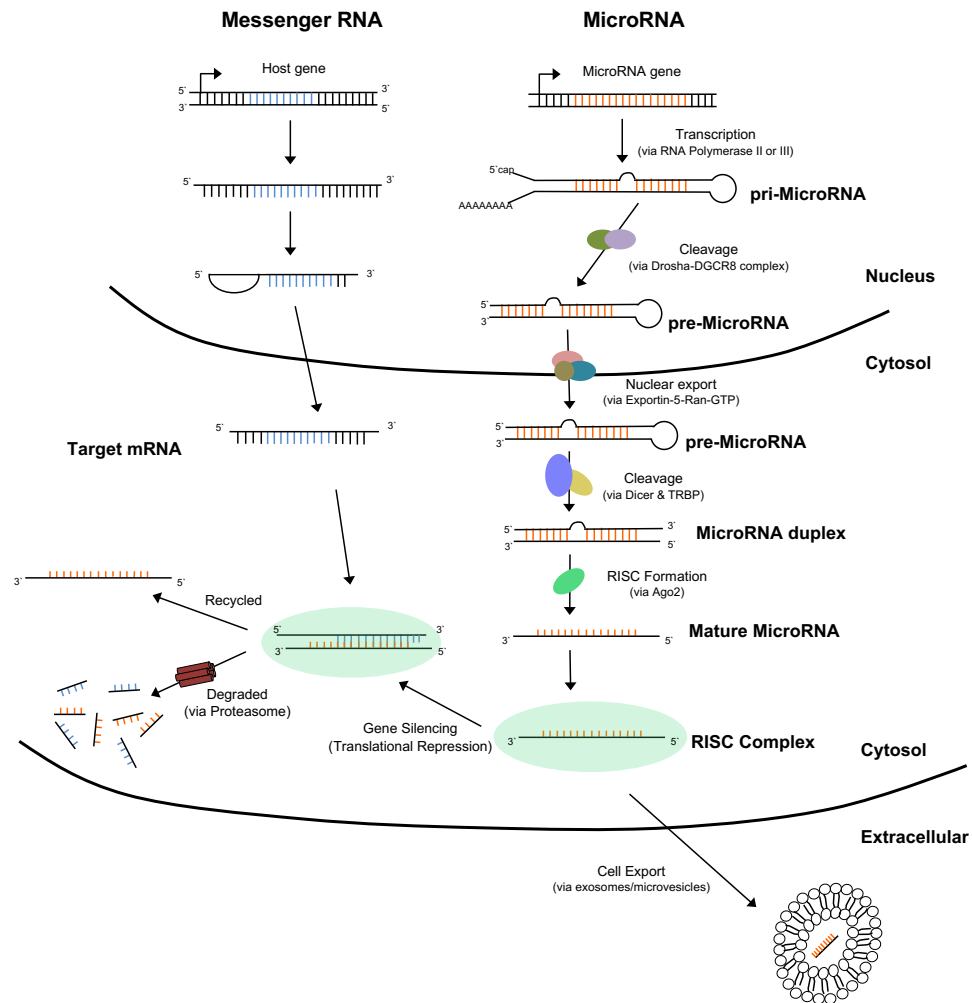 Messenger RNA
MicroRNA
Host gene
5` 3`
3` 5`
MicroRNA gene
Transcription
(via RNA Polymerase II or III)
5` 3`
5`cap
AAAAAAAA
pri-MicroRNA
Cleavage
(via Drosha-DGCR8 complex)
Nucleus
5` 3`
5`
3`
pre-MicroRNA
Cytosol
Nuclear export
(via Exportin-5-Ran-GTP)
Target mRNA
5` 3`
5`
3`
pre-MicroRNA
Cleavage
(via Dicer & TRBP)
5` 3`
3` 5`
MicroRNA duplex
RISC Formation
(via Ago2)
3` 5`
Recycled
5` 3`
3` 5`
3` 5`
Mature MicroRNA
Degraded
(via Proteasome)
Gene Silencing
(Translational Repression)
3` 5`
RISC Complex
Cytosol
Extracellular
Cell Export
(via exosomes/microvesicles)